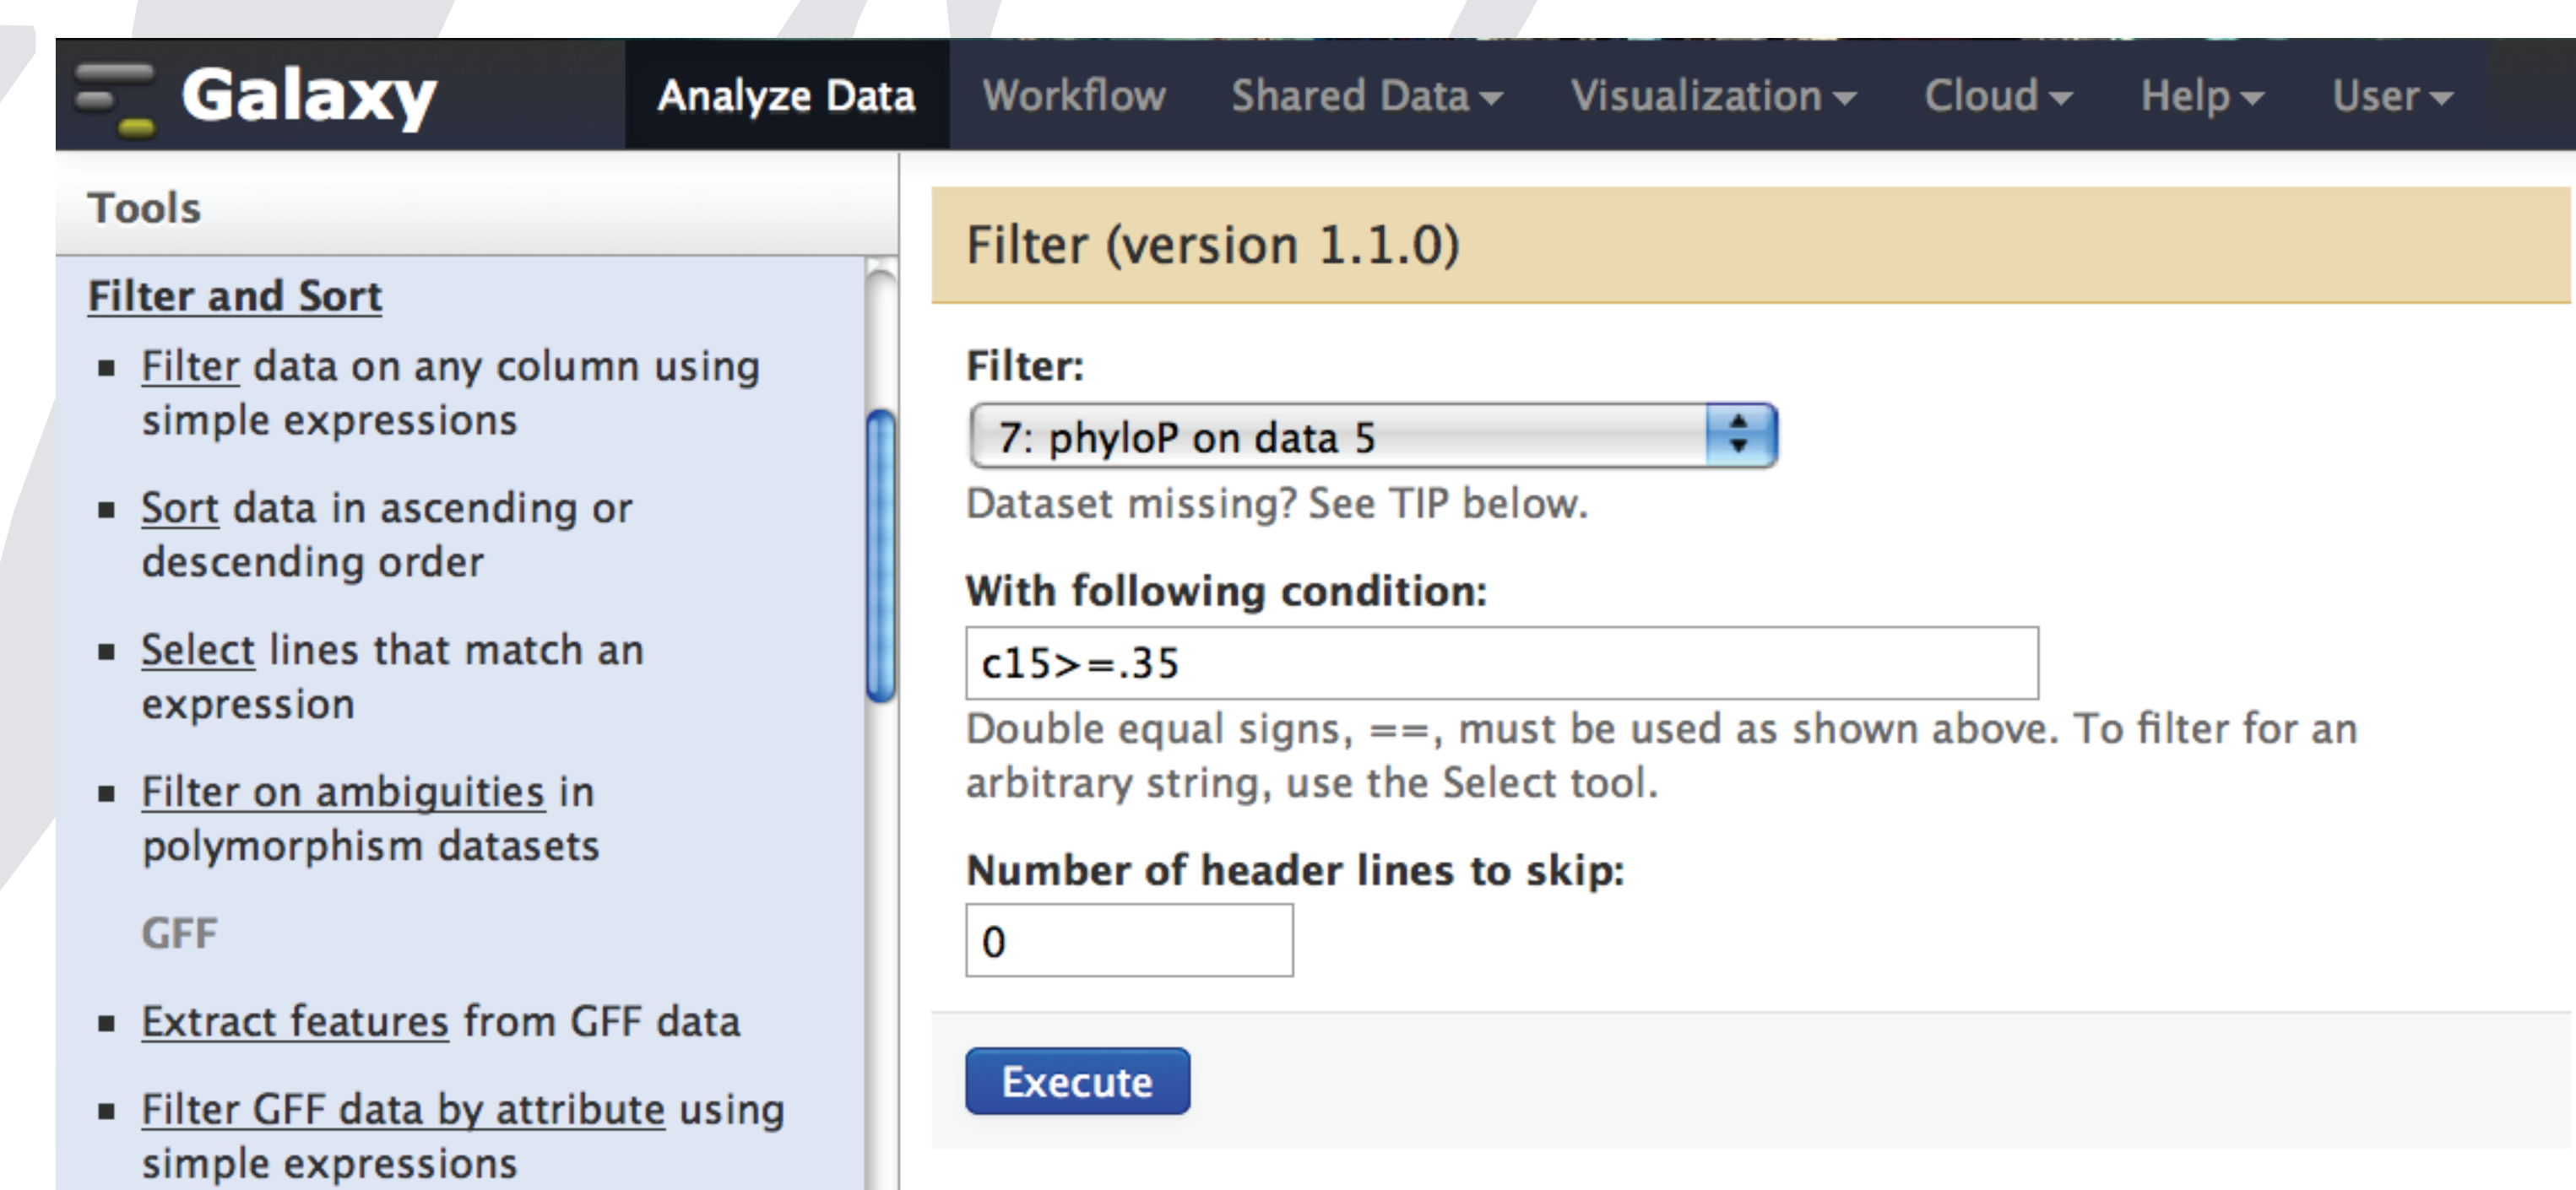 Galaxy
Analyze Data Workflow Shared Data Visualization Cloud Help User
Tools
Filter and Sort
Filter data on any column using
simple expressions
Sort data in ascending or
descending order
Select lines that match an
expression
Filter on ambiguities in
polymorphism datasets
GFF
Extract features from GFF data
Filter GFF data by attribute using
simple expressions
Filter (version 1.1.0)
Filter:
7: phyloP on data 5
Dataset missing? See TIP below.
With following condition:
c15>=.35
Double equal signs, ==, must be used as shown above. To filter for an
arbitrary string, use the Select tool.
Number of header lines to skip:
0
Execute